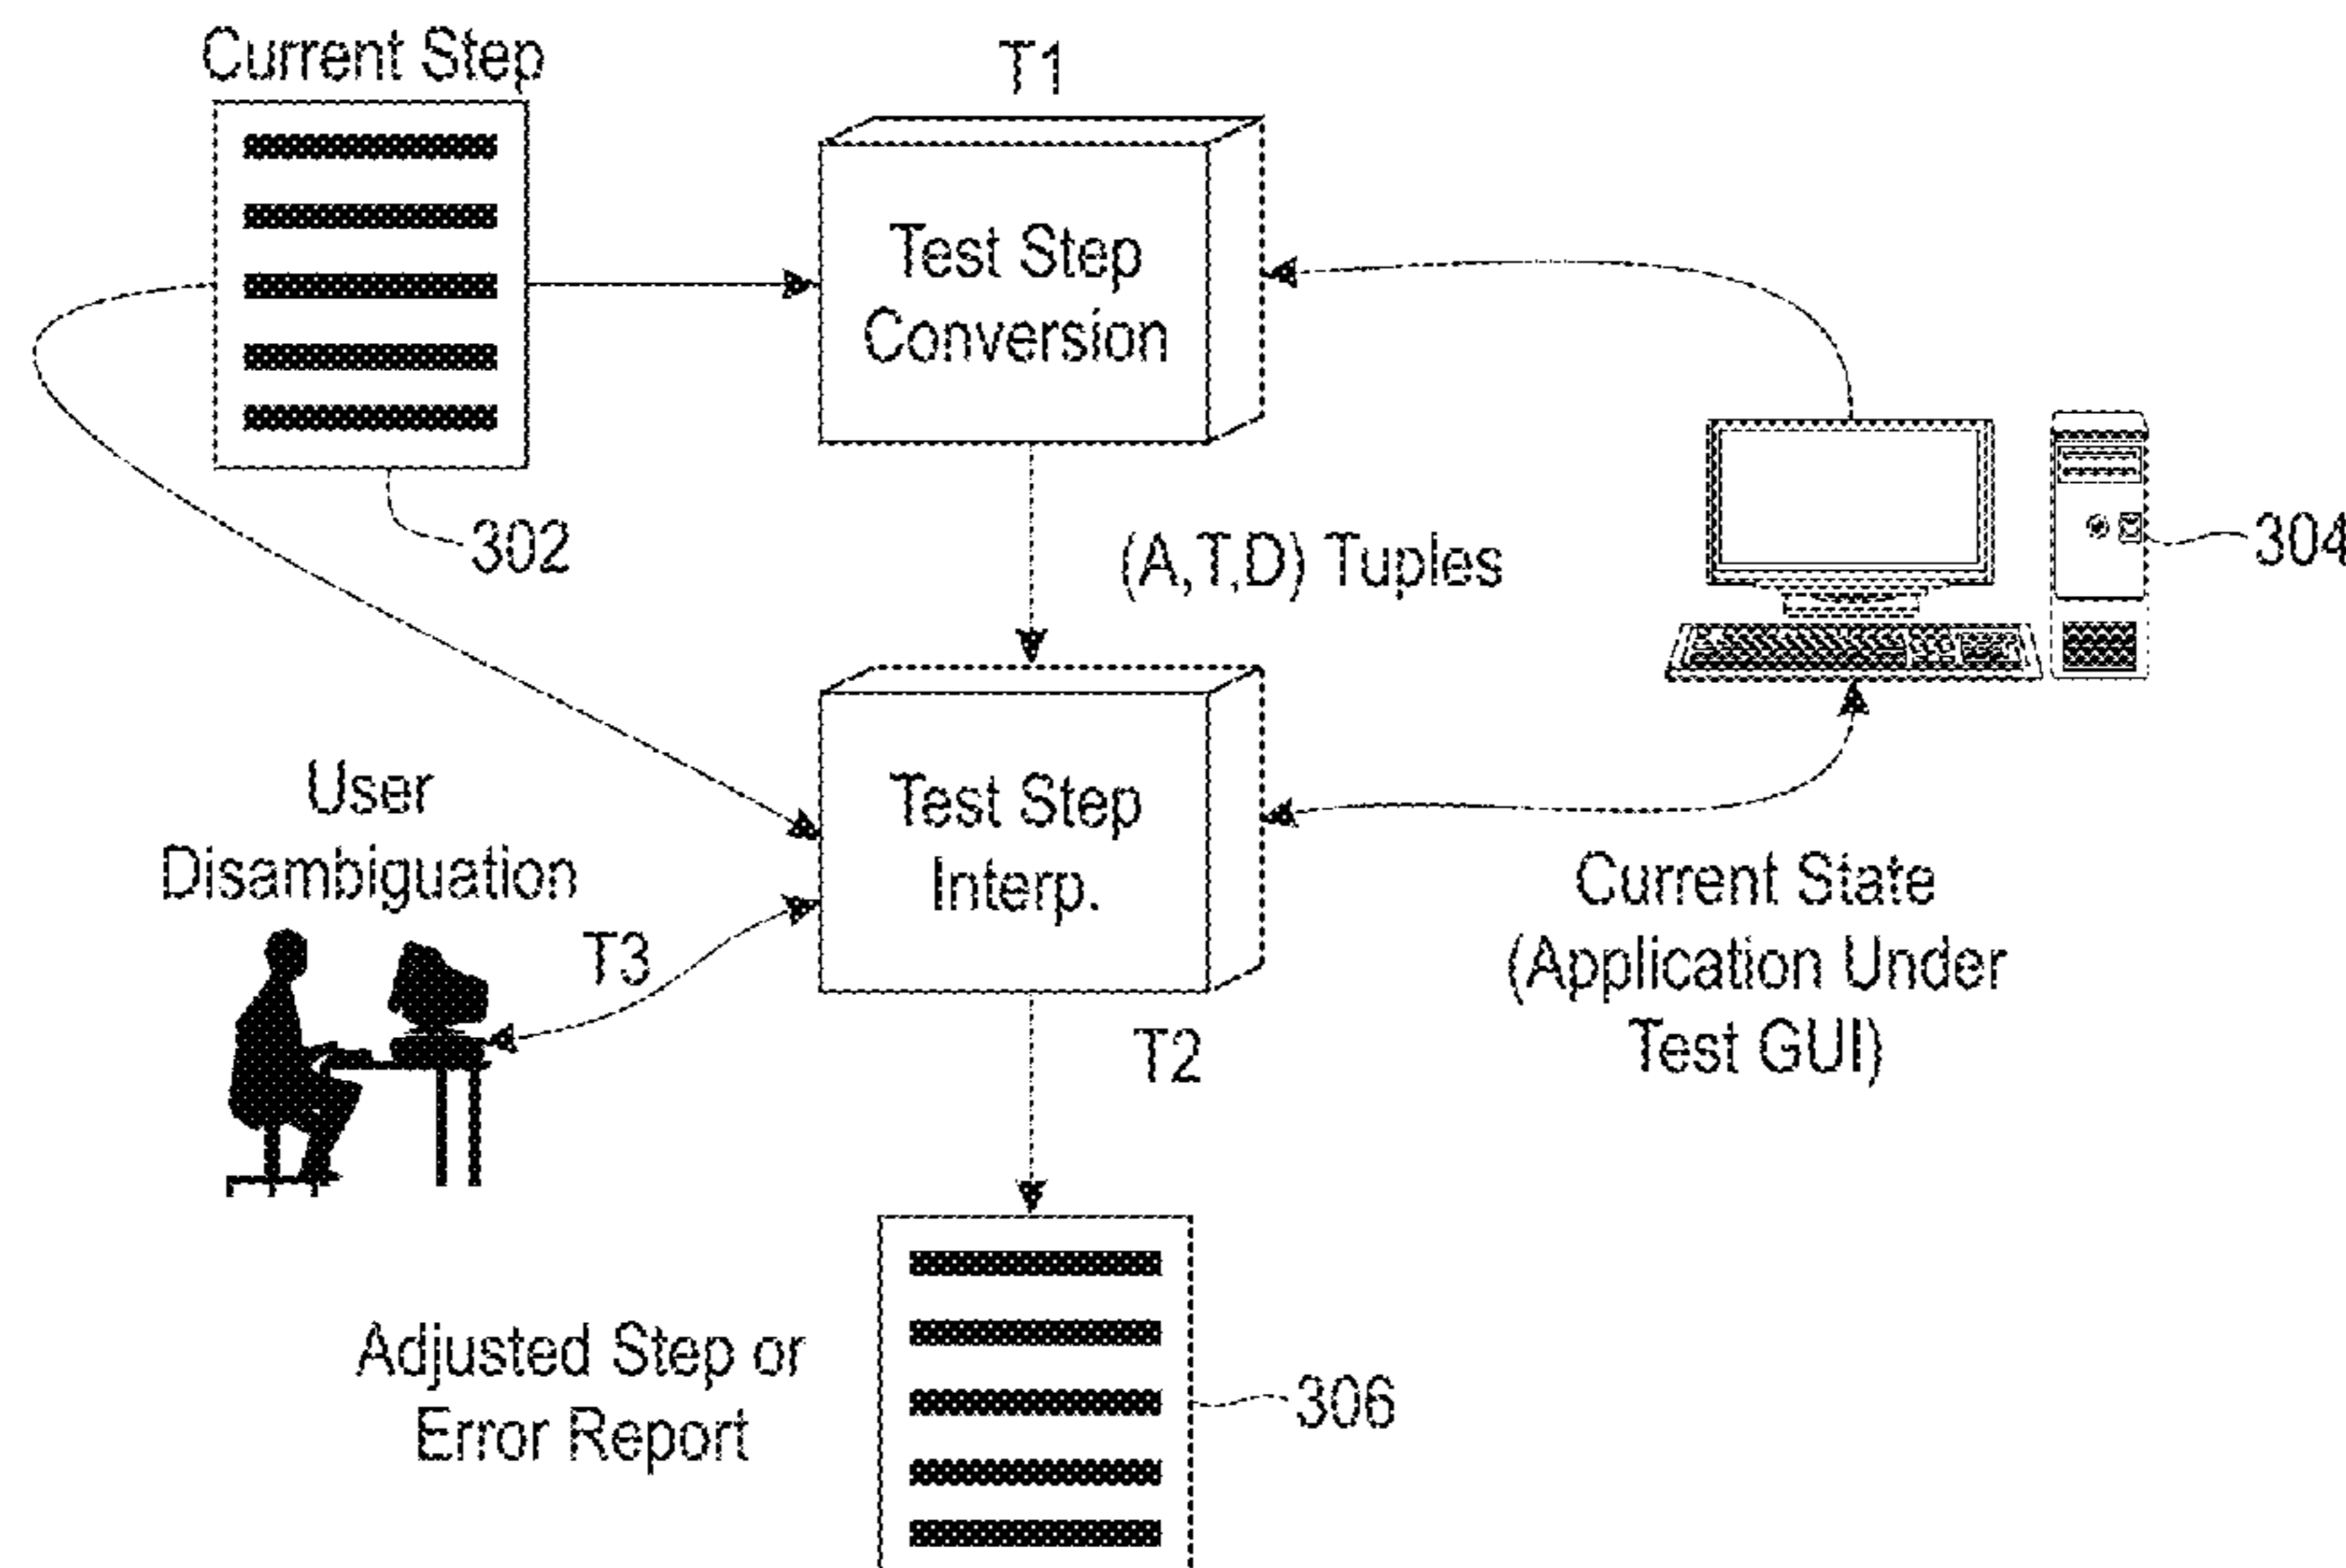 Current Step
T1
Test Step
Conversion
302
(A,T,D) Tuples
304
User
Disambiguation
T3
Test Step
Interp.
T2
Current State
(Application Under
Test GUI)
Adjusted Step or
Error Report
306